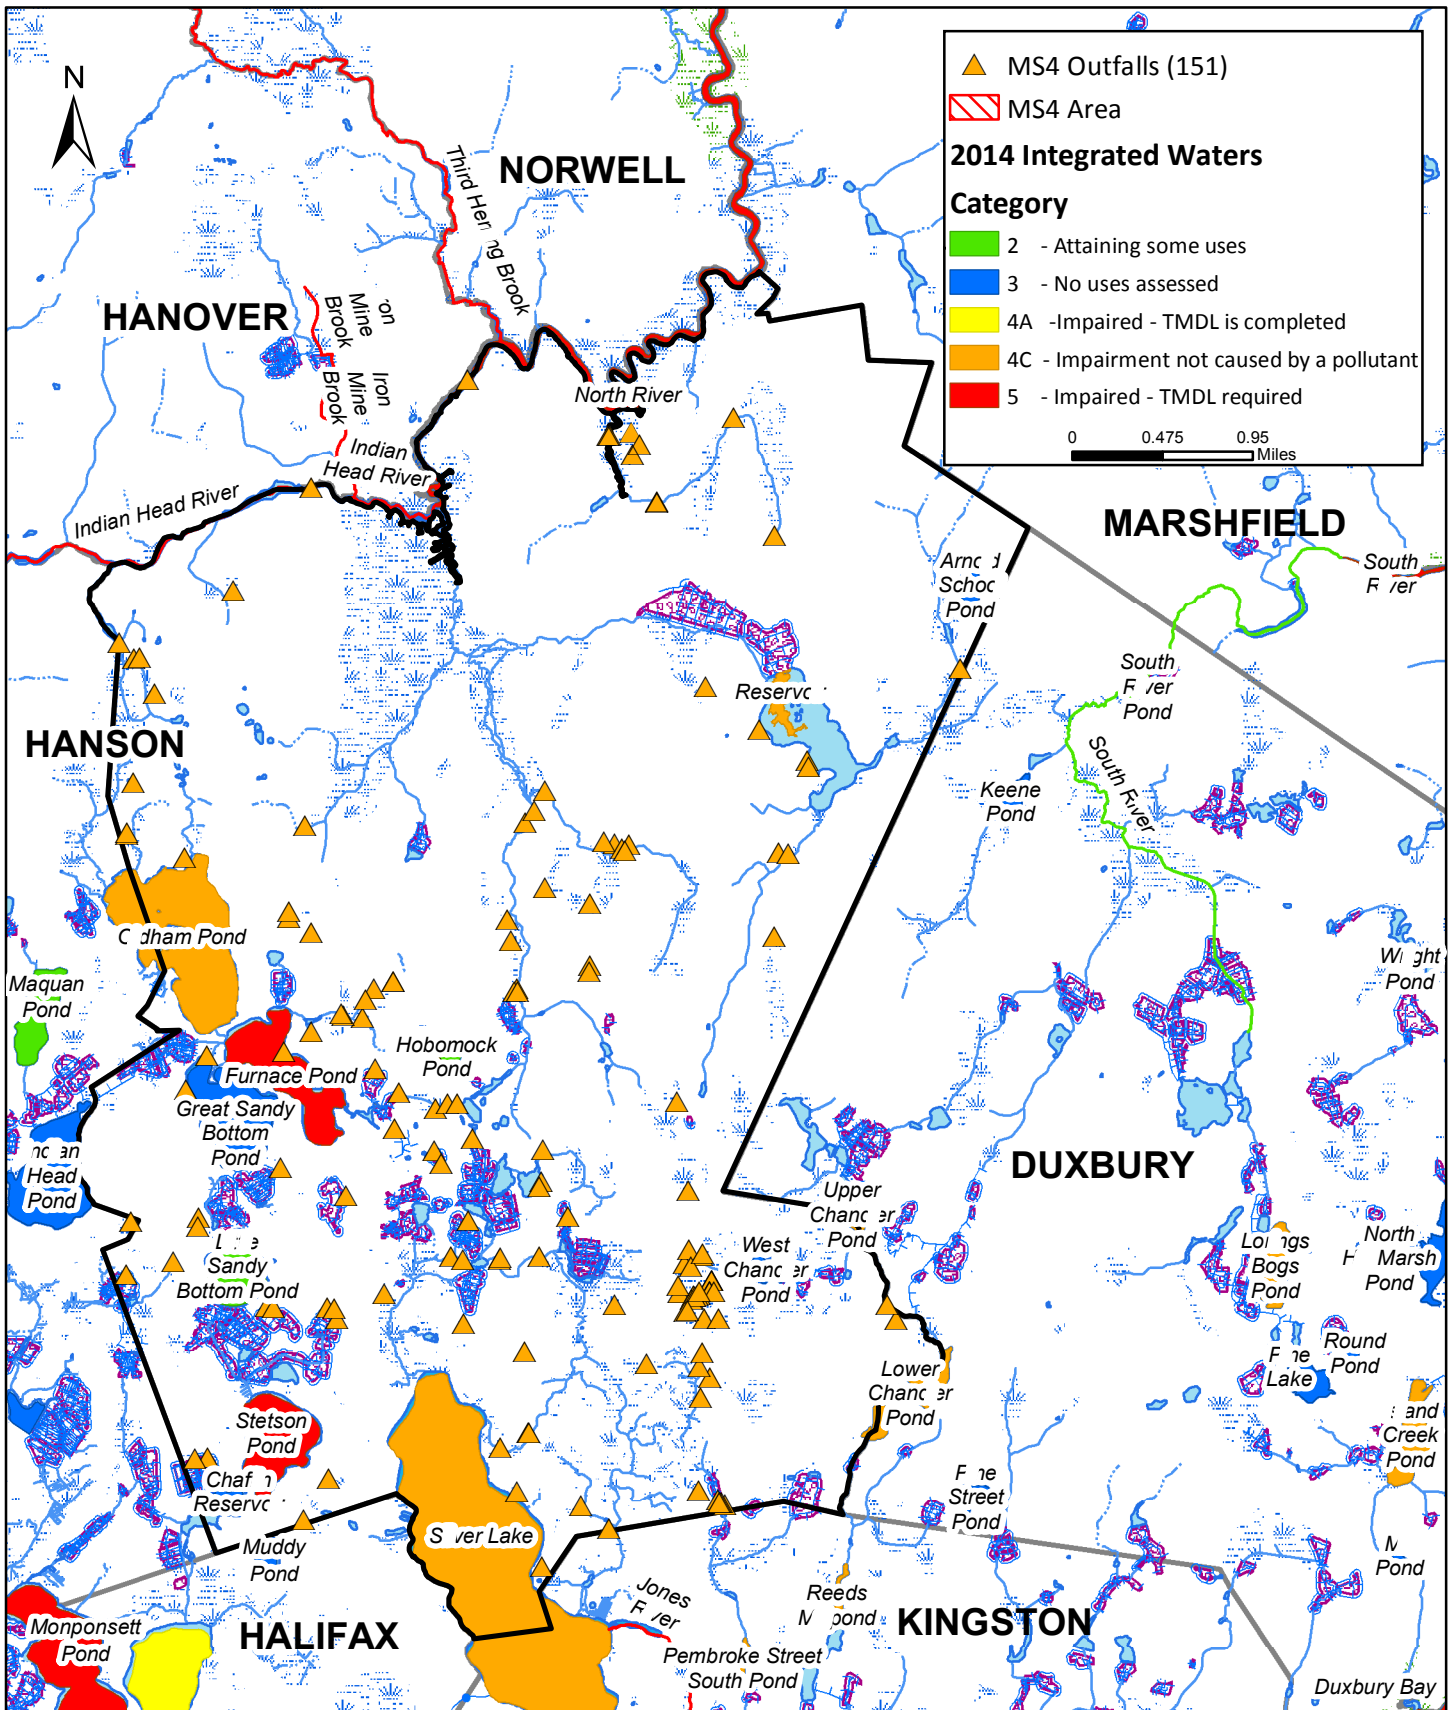 N
MS4 Outfalls (151)
MS4 Area
2014 Integrated Waters
Category
2 - Attaining some uses
3 - No uses assessed
4A -Impaired - TMDL is completed
4C - Impairment not caused by a pollutant
5 - Impaired - TMDL required
0 0.475 0.95
Miles
NORWELL
Brook
HANOVER
Mine
Brook
Iron
Mine
Brook
North River
Indian
Head River
Indian Head River
MARSHFIELD
South
Pond
South
Pond
South River
HANSON
Keene
Pond
Pond
Maquan
Pond
Pond
Hobomock
Pond
Furnace Pond
Great Sandy
Bottom
Pond
Head
Pond
DUXBURY
Upper
Pond
West
Pond
Sandy
Bottom Pond
Bogs
Pond
North
Marsh
Pond
Round
Pond
Lake
Lower
Pond
Creek
Pond
Stetson
Pond
Street
Pond
Lake
Muddy
Pond
Pond
Jones
Reeds
HALIFAX
KINGSTON
Monponsett
Pond
Pembroke Street
South Pond
Duxbury Bay